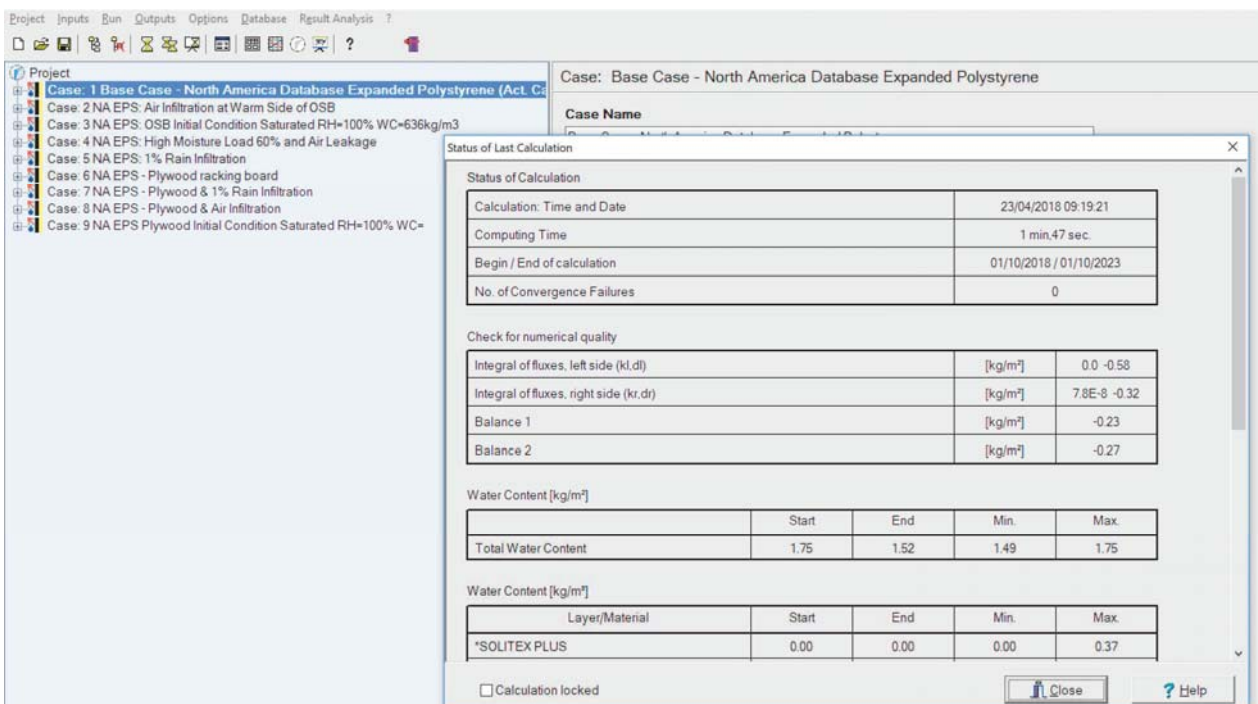 Project Inputs Run Outputs Options Database Result Analysis ?
?
Project
Case: 1 Base Case - North America Database Expanded Polystyrene (Act. Ca
Case: 2 NA EPS: Air Infiltration at Warm Side of OSB
Case: 3 NA EPS: OSB Initial Condition Saturated RH=100% WC=636kg/m3
Case: 4 NA EPS: High Moisture Load 60% and Air Leakage
Case: 5 NA EPS: 1% Rain Infiltration
Case: 6 NA EPS - Plywood racking board
Case: 7 NA EPS - Plywood & 1% Rain Infiltration
Case: 8 NA EPS - Plywood & Air Infiltration
Case: 9 NA EPS Plywood Initial Condition Saturated RH=100% WC=
Case: Base Case - North America Database Expanded Polystyrene
Case Name
Status of Last Calculation
Status of Calculation
Calculation: Time and Date 23/04/2018 09:19:21
Computing Time 1 min,47 sec.
Begin / End of calculation 01/10/2018 / 01/10/2023
No. of Convergence Failures 0
Check for numerical quality
Integral of fluxes, left side (kl,dl) [kg/m²] 0.0 -0.58
Integral of fluxes, right side (kr,dr) [kg/m²] 7.8E-8 -0.32
Balance 1 [kg/m²] -0.23
Balance 2 [kg/m²] -0.27
Water Content [kg/m²]
Start End Min. Max.
Total Water Content 1.75 1.52 1.49 1.75
Water Content [kg/m³]
Layer/Material Start End Min. Max.
*SOLITEX PLUS 0.00 0.00 0.00 0.37
Calculation locked Close ? Help